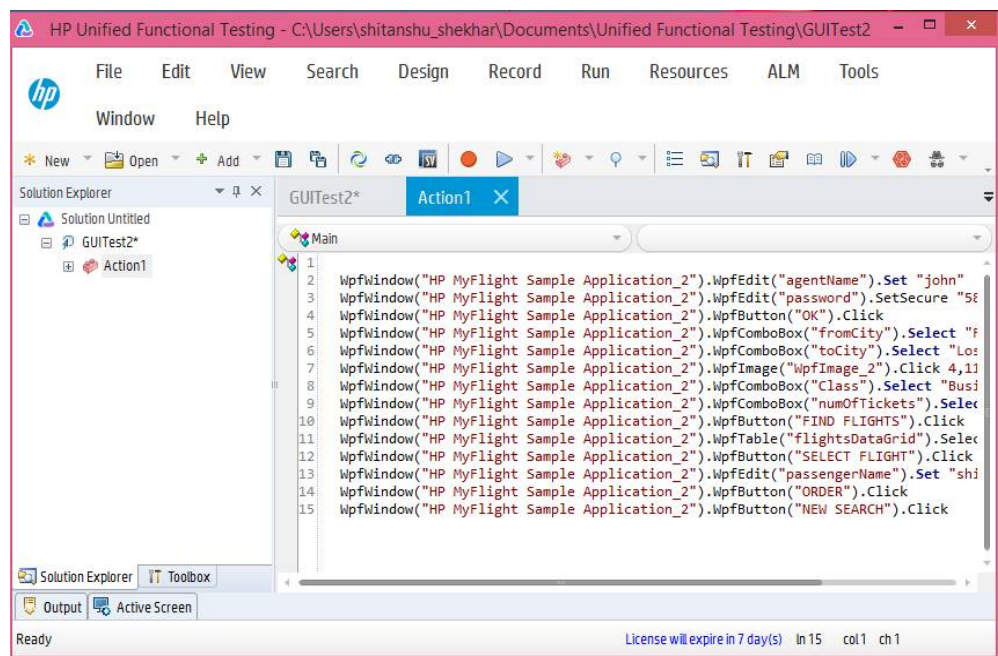 HP Unified Functional Testing - C:\Users\shitanshu_shekhar\Documents\Unified Functional Testing\GUITest2
hp
File Edit View Search Design Record Run Resources ALM Tools
Window Help
New Open Add
Solution Explorer
Solution Untitled
GUITest2*
Action1
GUITest2* Action1
Main
1
2 WpfWindow("HP MyFlight Sample Application_2").WpfEdit("agentName").Set "john"
3 WpfWindow("HP MyFlight Sample Application_2").WpfEdit("password").SetSecure "58
4 WpfWindow("HP MyFlight Sample Application_2").WpfButton("OK").Click
5 WpfWindow("HP MyFlight Sample Application_2").WpfComboBox("fromCity").Select "F
6 WpfWindow("HP MyFlight Sample Application_2").WpfComboBox("toCity").Select "Los
7 WpfWindow("HP MyFlight Sample Application_2").WpfImage("WpfImage_2").Click 4,11
8 WpfWindow("HP MyFlight Sample Application_2").WpfComboBox("Class").Select "Busi
9 WpfWindow("HP MyFlight Sample Application_2").WpfComboBox("numOfTickets").Selec
10 WpfWindow("HP MyFlight Sample Application_2").WpfButton("FIND FLIGHTS").Click
11 WpfWindow("HP MyFlight Sample Application_2").WpfTable("flightsDataGrid").Selec
12 WpfWindow("HP MyFlight Sample Application_2").WpfButton("SELECT FLIGHT").Click
13 WpfWindow("HP MyFlight Sample Application_2").WpfEdit("passengerName").Set "shi
14 WpfWindow("HP MyFlight Sample Application_2").WpfButton("ORDER").Click
15 WpfWindow("HP MyFlight Sample Application_2").WpfButton("NEW SEARCH").Click
Solution Explorer Toolbox
Output Active Screen
Ready License will expire in 7 day(s) ln 15 col 1 ch 1